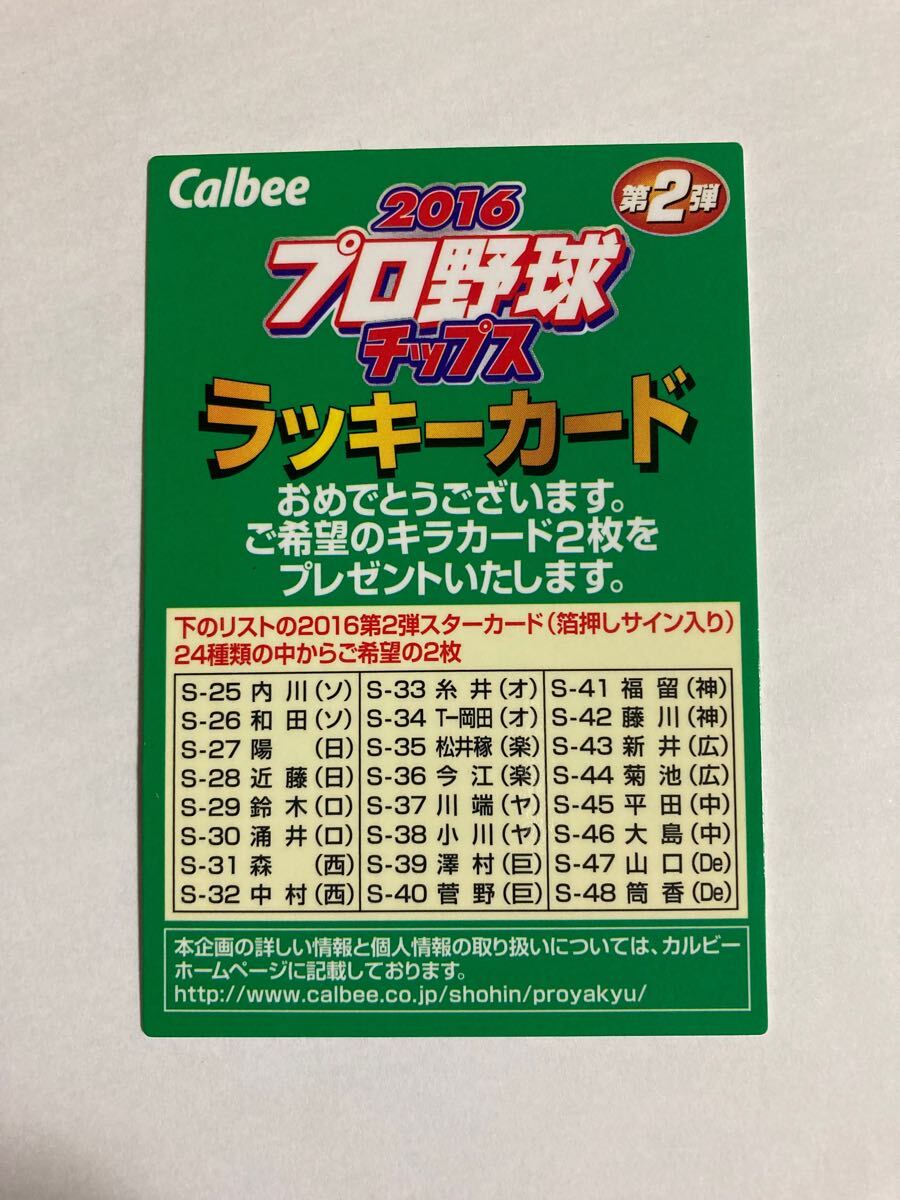 Calbee
第2弾
2016
プロ野球
チップス
ラッキーカード
おめでとうございます。
ご希望のキラカード2枚を
プレゼントいたします。
下のリストの2016第2弾スターカード(箔押しサイン入り)
24種類の中からご希望の2枚
S-25 内川(ソ) S-33 糸井(オ) S-41 福留(神)
S-26 和田(ソ) S-34 T-岡田(オ) S-42 藤川(神)
S-27 陽 (日) S-35 松井稼(楽) S-43 新井(広)
S-28 近藤(日) S-36 今江(楽) S-44 菊池(広)
S-29 鈴木(ロ) S-37 川端(ヤ) S-45 平田(中)
S-30 涌井(ロ) S-38 小川(ヤ) S-46 大島(中)
S-31 森 (西) S-39 澤村(巨) S-47 山口(De)
S-32 中村(西) S-40 菅野(巨) S-48 筒香(De)
本企画の詳しい情報と個人情報の取り扱いについては、カルビー
ホームページに記載しております。
http://www.calbee.co.jp/shohin/proyakyu/